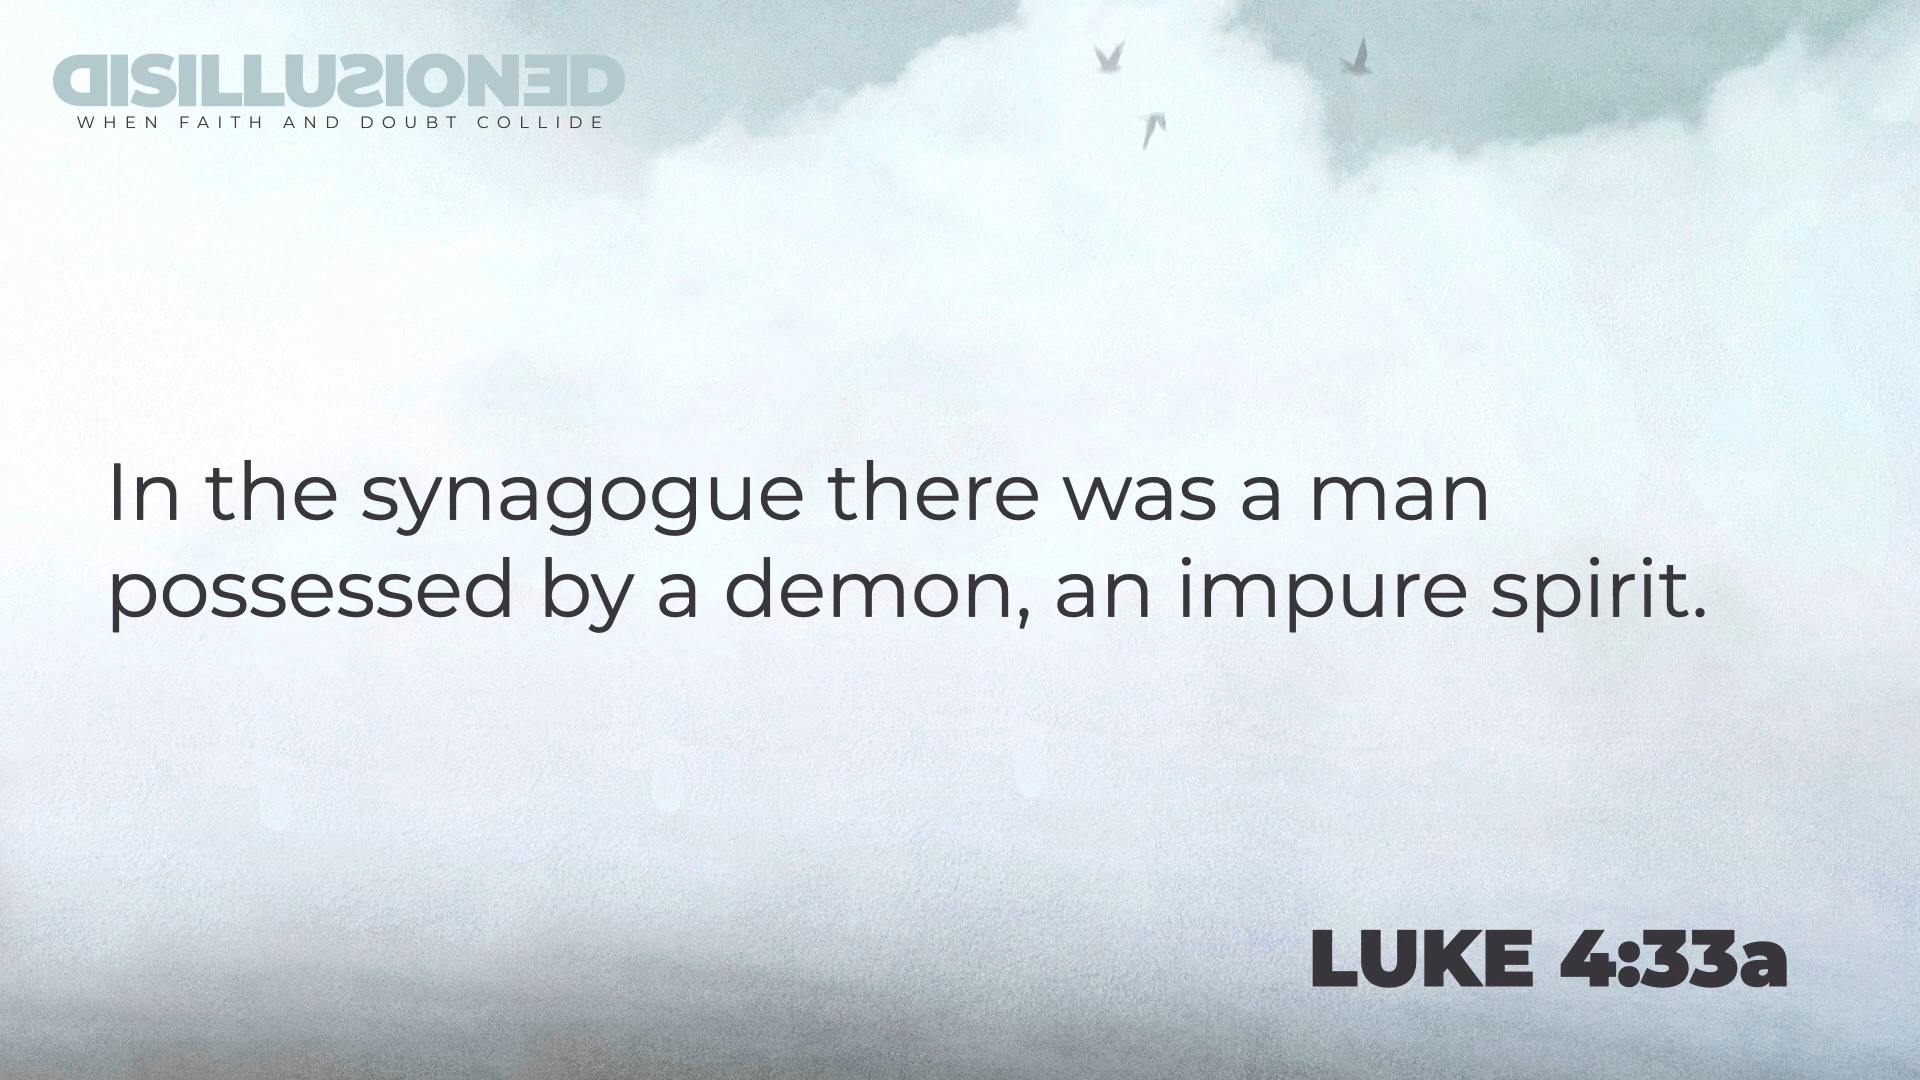 DISILLUSIONED
WHEN FAITH AND DOUBT COLLIDE
In the synagogue there was a man
possessed by a demon, an impure spirit.
LUKE 4:33a